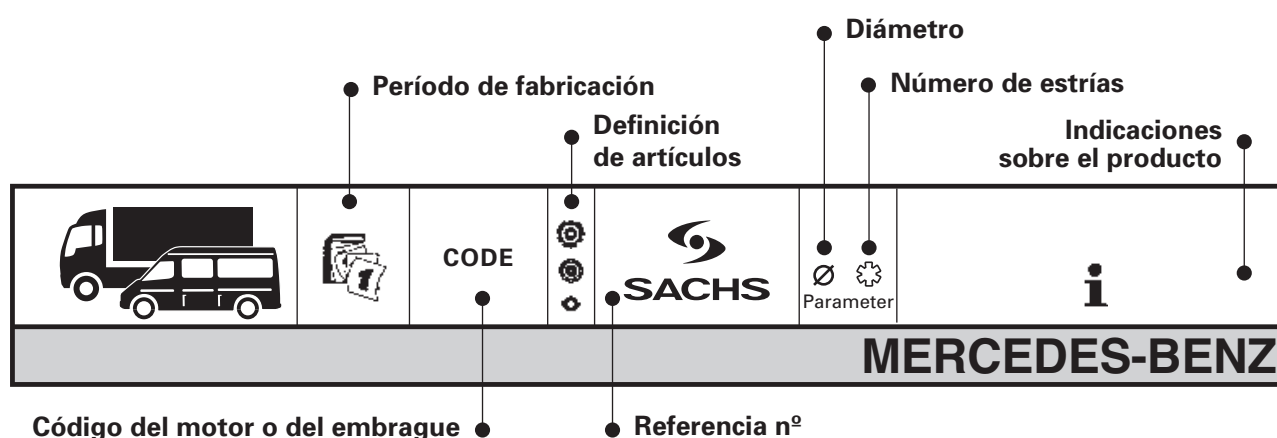 Diámetro
Período de fabricación
Número de estrías
Definición
de artículos
Indicaciones
sobre el producto
CODE
SACHS
Parameter
MERCEDES-BENZ
Código del motor o del embrague
Referencia nº